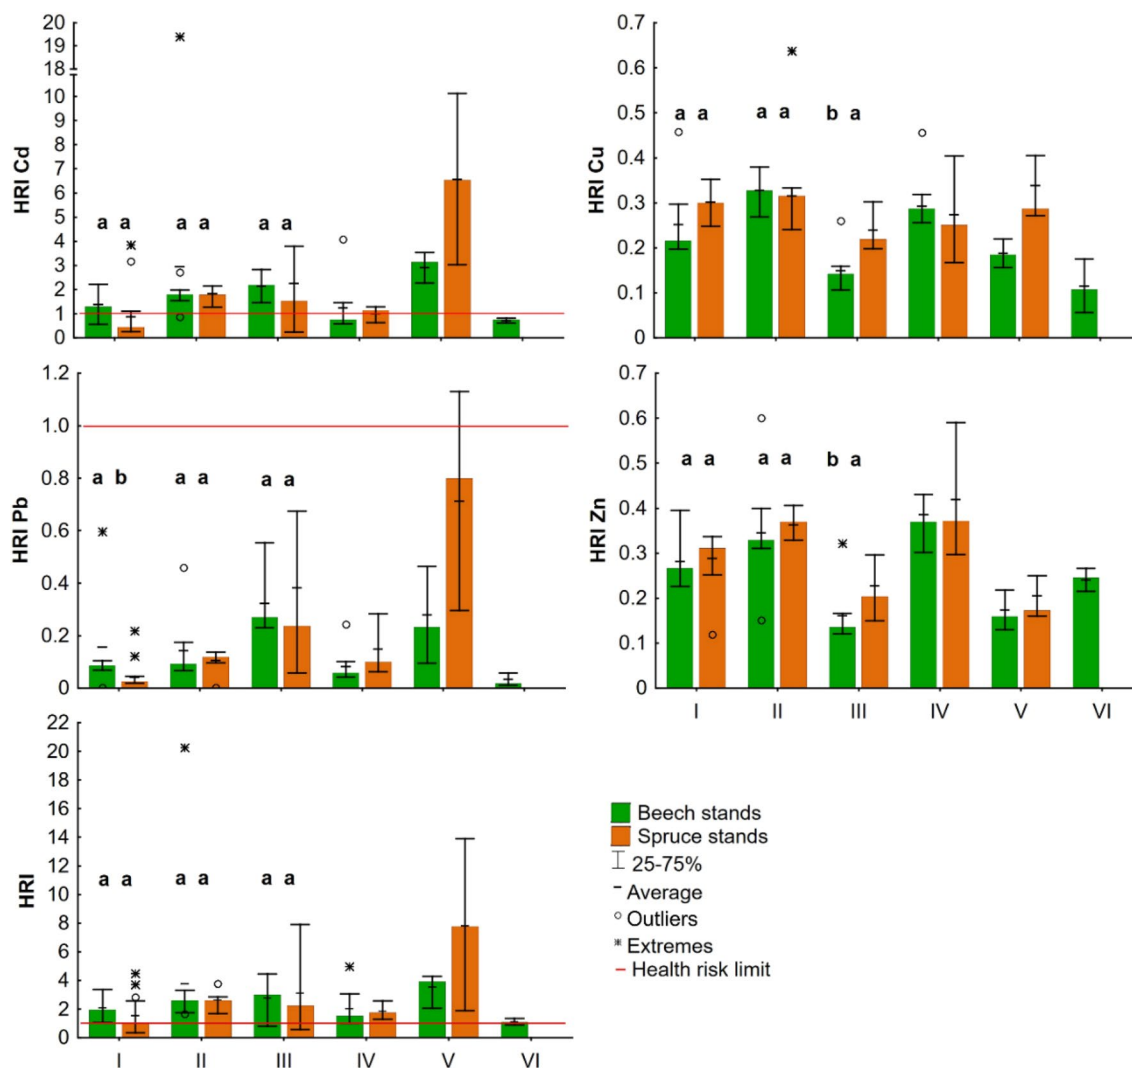 HRI Cd
20
19
18
10
9
8
7
6
5
4
3
2
1
0
a a
a a
a a
HRI Cu
0.7
0.6
0.5
0.4
0.3
0.2
0.1
0
a a
a a
b a
HRI Pb
1.2
1.0
0.8
0.6
0.4
0.2
0
a b
a a
a a
HRI Zn
0.7
0.6
0.5
0.4
0.3
0.2
0.1
0
a a
a a
b a
I II III IV V VI
HRI
22
20
18
16
14
12
10
8
6
4
2
0
a a
a a
a a
I II III IV V VI
Beech stands
Spruce stands
25-75%
Average
Outliers
Extremes
Health risk limit